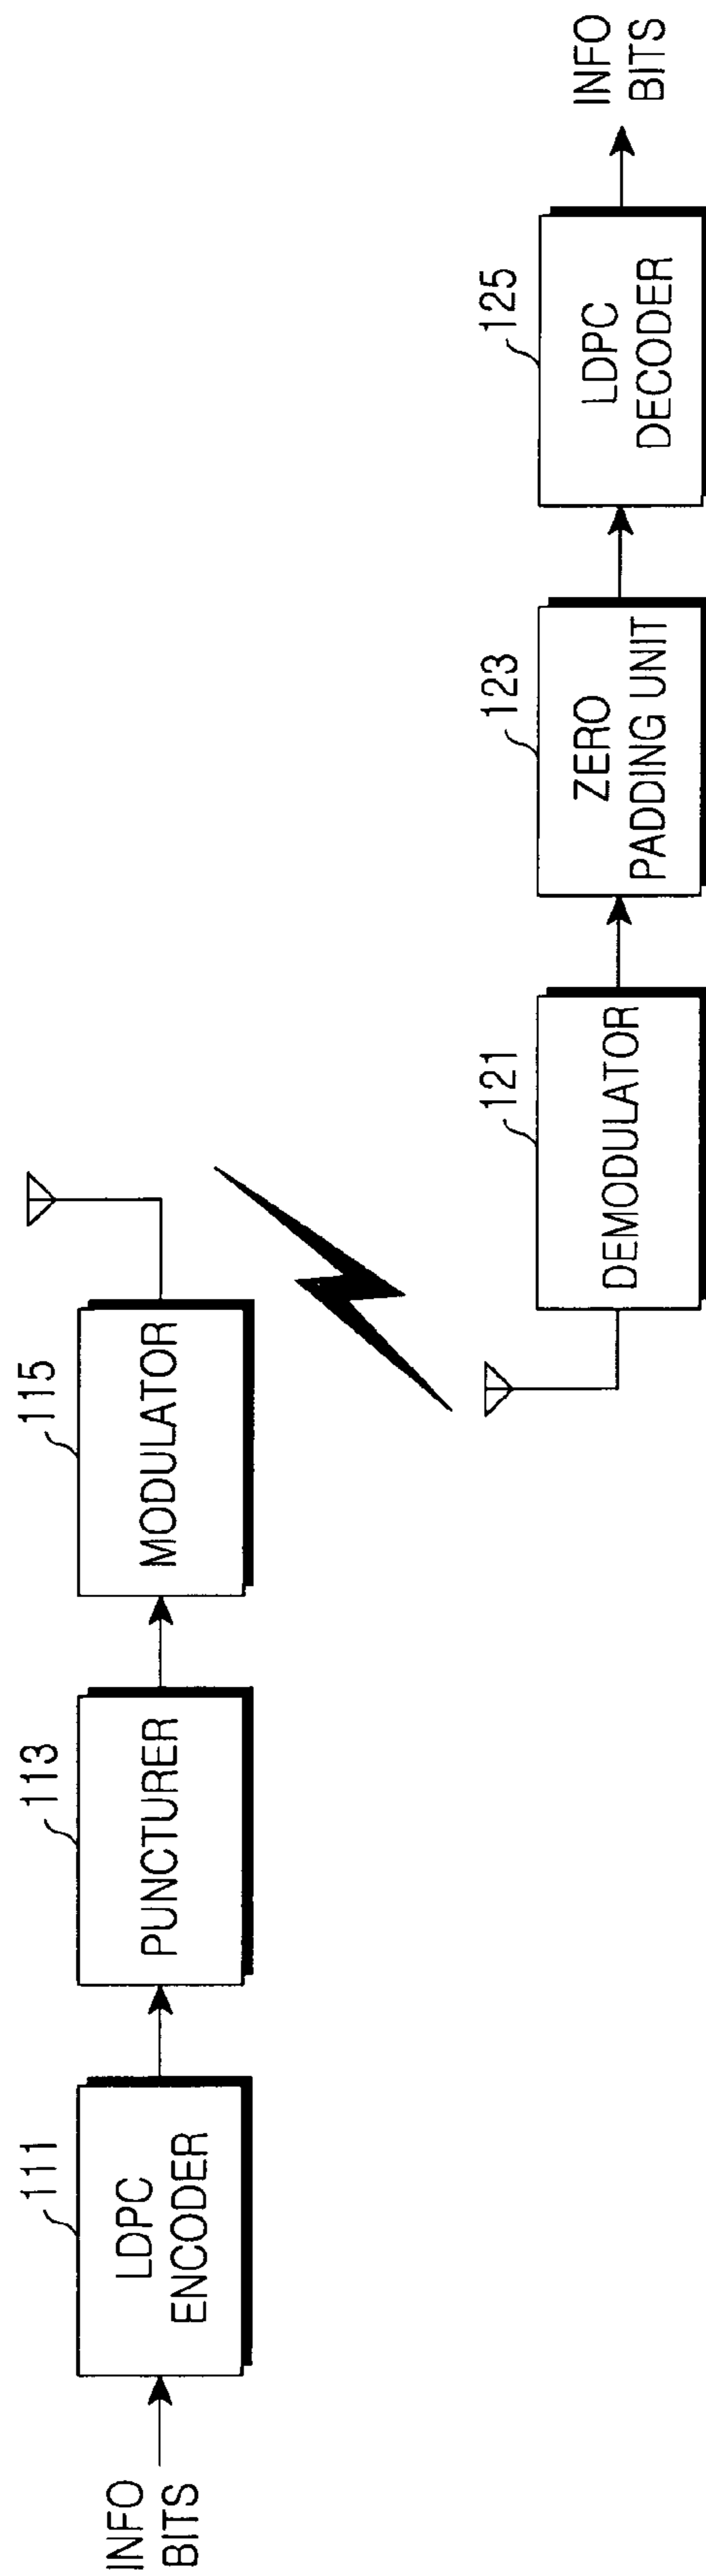 INFO
BITS
111
LDPC
ENCODER
113
PUNCTURER
115
MODULATOR
121
DEMODULATOR
123
ZERO
PADDING UNIT
125
LDPC
DECODER
INFO
BITS